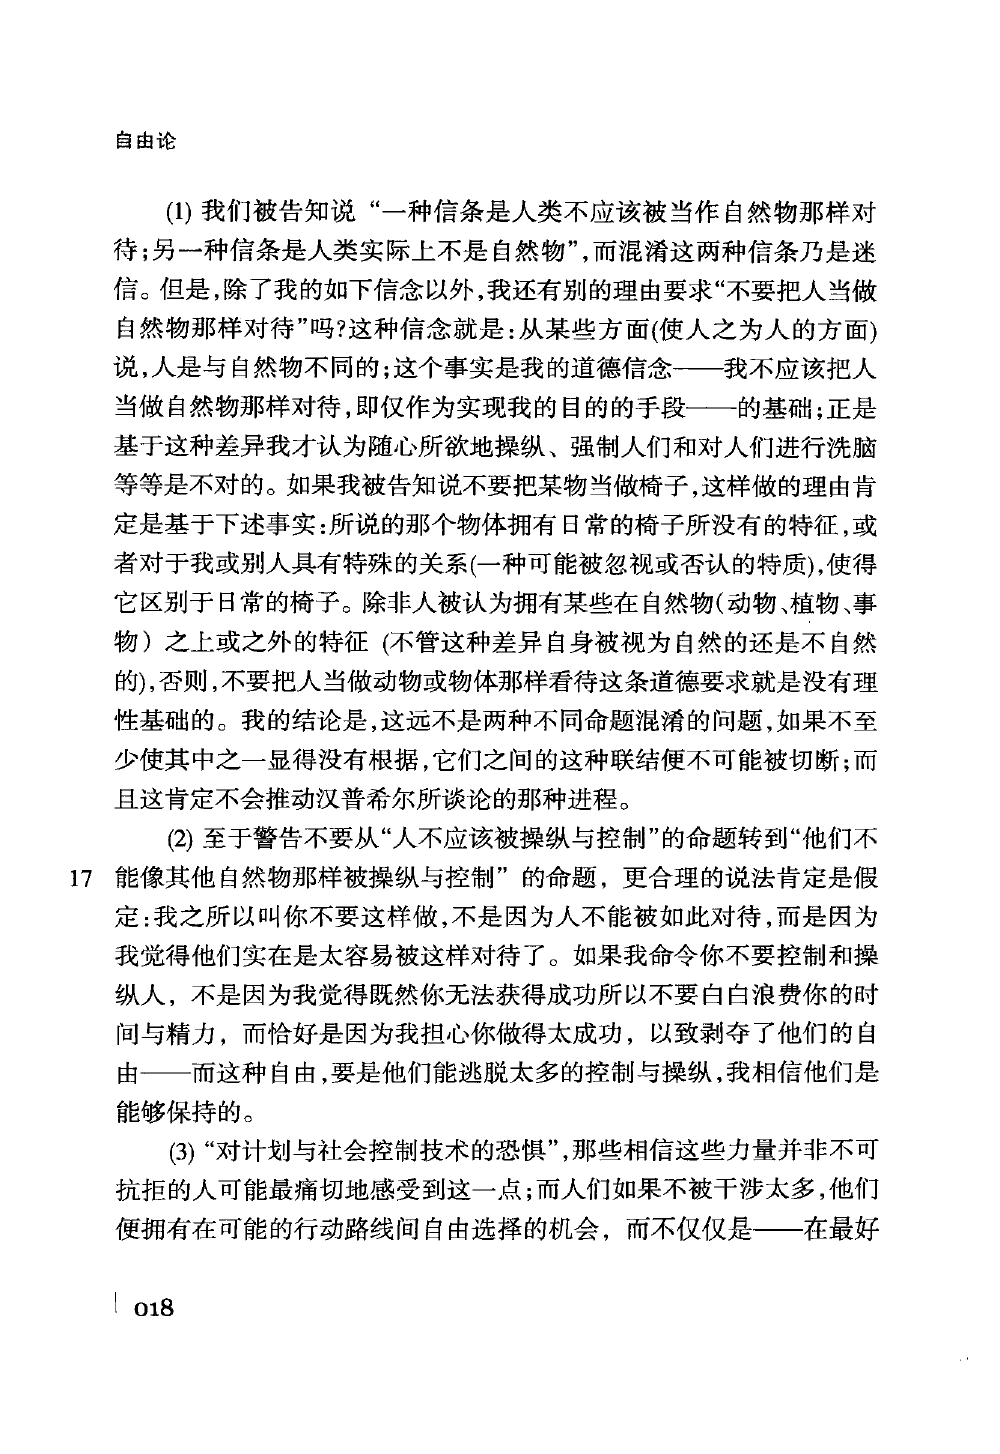 自由论
(1) 我们被告知说“一种信条是人类不应该被当作自然物那样对
待;另一种信条是人类实际上不是自然物”,而混淆这两种信条乃是迷
信。但是,除了我的如下信念以外,我还有别的理由要求“不要把人当做
自然物那样对待”吗?这种信念就是:从某些方面(使人之为人的方面)
说,人是与自然物不同的;这个事实是我的道德信念——我不应该把人
当做自然物那样对待,即仅作为实现我的目的的手段——的基础;正是
基于这种差异我才认为随心所欲地操纵、强制人们和对人们进行洗脑
等等是不对的。如果我被告知说不要把某物当做椅子,这样做的理由肯
定是基于下述事实:所说的那个物体拥有日常的椅子所没有的特征,或
者对于我或别人具有特殊的关系(一种可能被忽视或否认的特质),使得
它区别于日常的椅子。除非人被认为拥有某些在自然物(动物、植物、事
物)之上或之外的特征(不管这种差异自身被视为自然的还是不自然
的),否则,不要把人当做动物或物体那样看待这条道德要求就是没有理
性基础的。我的结论是,这远不是两种不同命题混淆的问题,如果不至
少使其中之一显得没有根据,它们之间的这种联结便不可能被切断;而
且这肯定不会推动汉普希尔所谈论的那种进程。
(2) 至于警告不要从“人不应该被操纵与控制”的命题转到“他们不
17 能像其他自然物那样被操纵与控制”的命题,更合理的说法肯定是假
定:我之所以叫你不要这样做,不是因为人不能被如此对待,而是因为
我觉得他们实在是太容易被这样对待了。如果我命令你不要控制和操
纵人,不是因为我觉得既然你无法获得成功所以不要白白浪费你的时
间与精力,而恰好是因为我担心你做得太成功,以致剥夺了他们的自
由——而这种自由,要是他们能逃脱太多的控制与操纵,我相信他们是
能够保持的。
(3) “对计划与社会控制技术的恐惧”,那些相信这些力量并非不可
抗拒的人可能最痛切地感受到这一点;而人们如果不被干涉太多,他们
便拥有在可能的行动路线间自由选择的机会,而不仅仅是——在最好
018